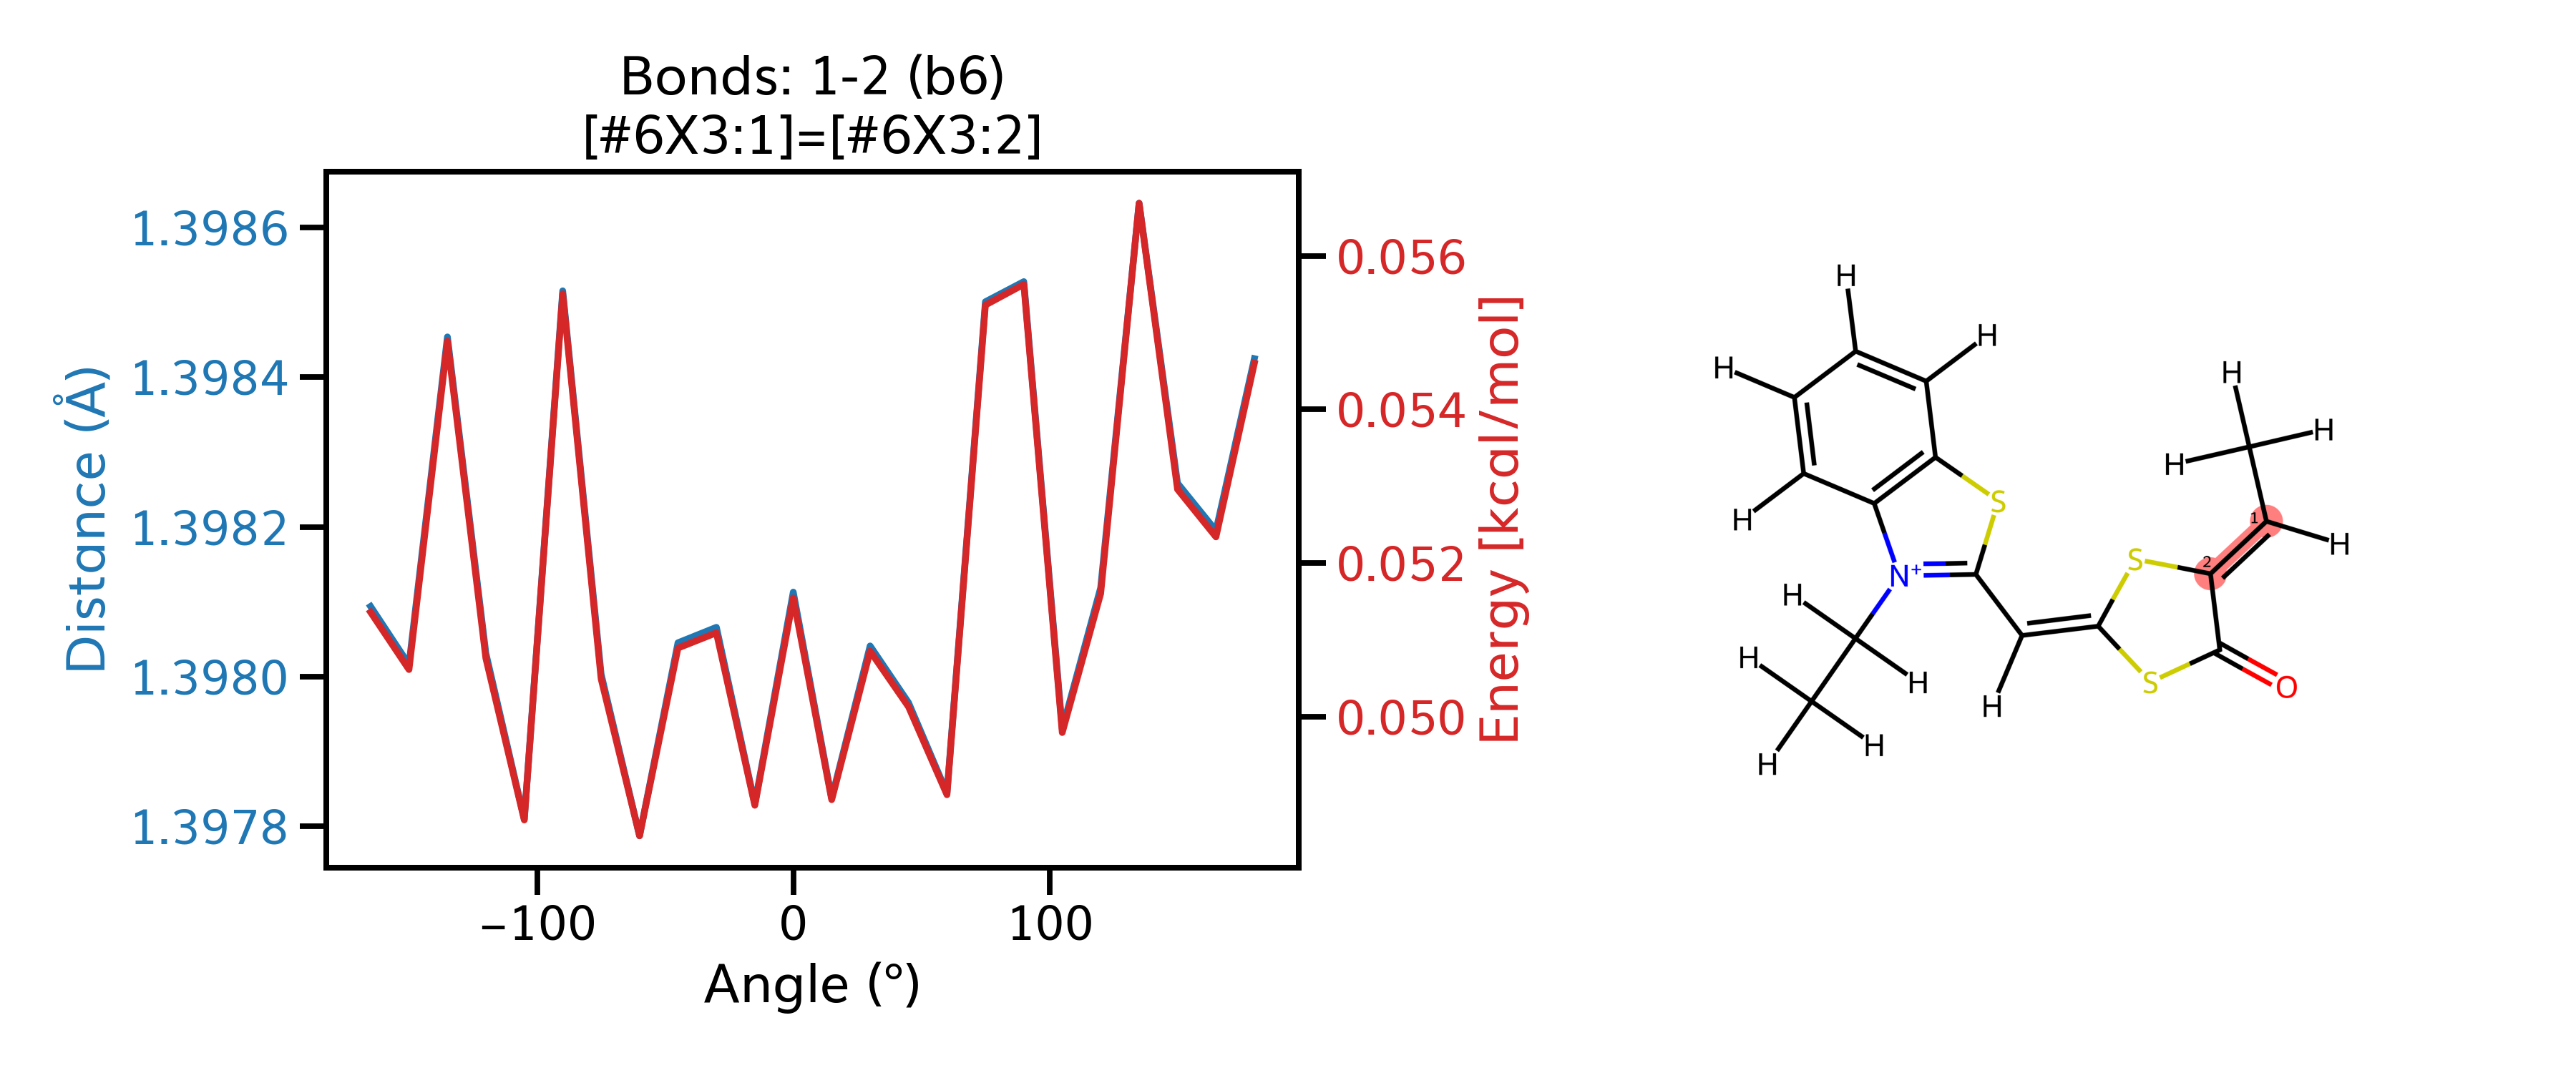 Bonds: 1-2 (b6)
[#6X3:1]=[#6X3:2]
Distance (Å)
1.3986
1.3984
1.3982
1.3980
1.3978
0.056
0.054
0.052
0.050
Energy [kcal/mol]
−100 0 100
Angle (°)
H
H
H
H
H
H
H
S
1
H
H
S
2
N+
H
H
H
S
O
H
H
H